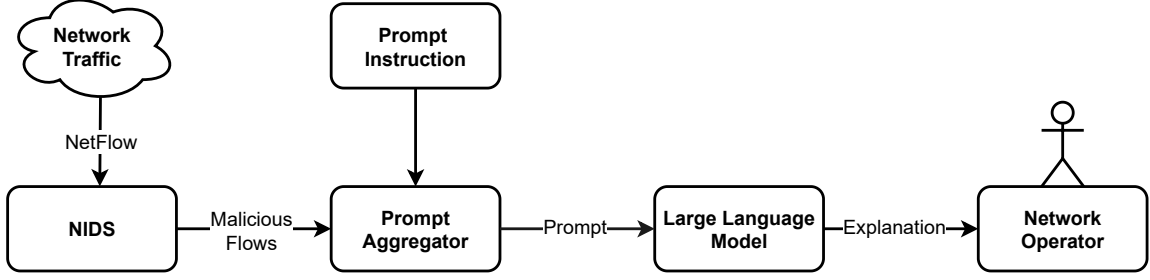 Network
Traffic
Prompt
Instruction
NetFlow
NIDS
Malicious
Flows
Prompt
Aggregator
Prompt
Large Language
Model
Explanation
Network
Operator